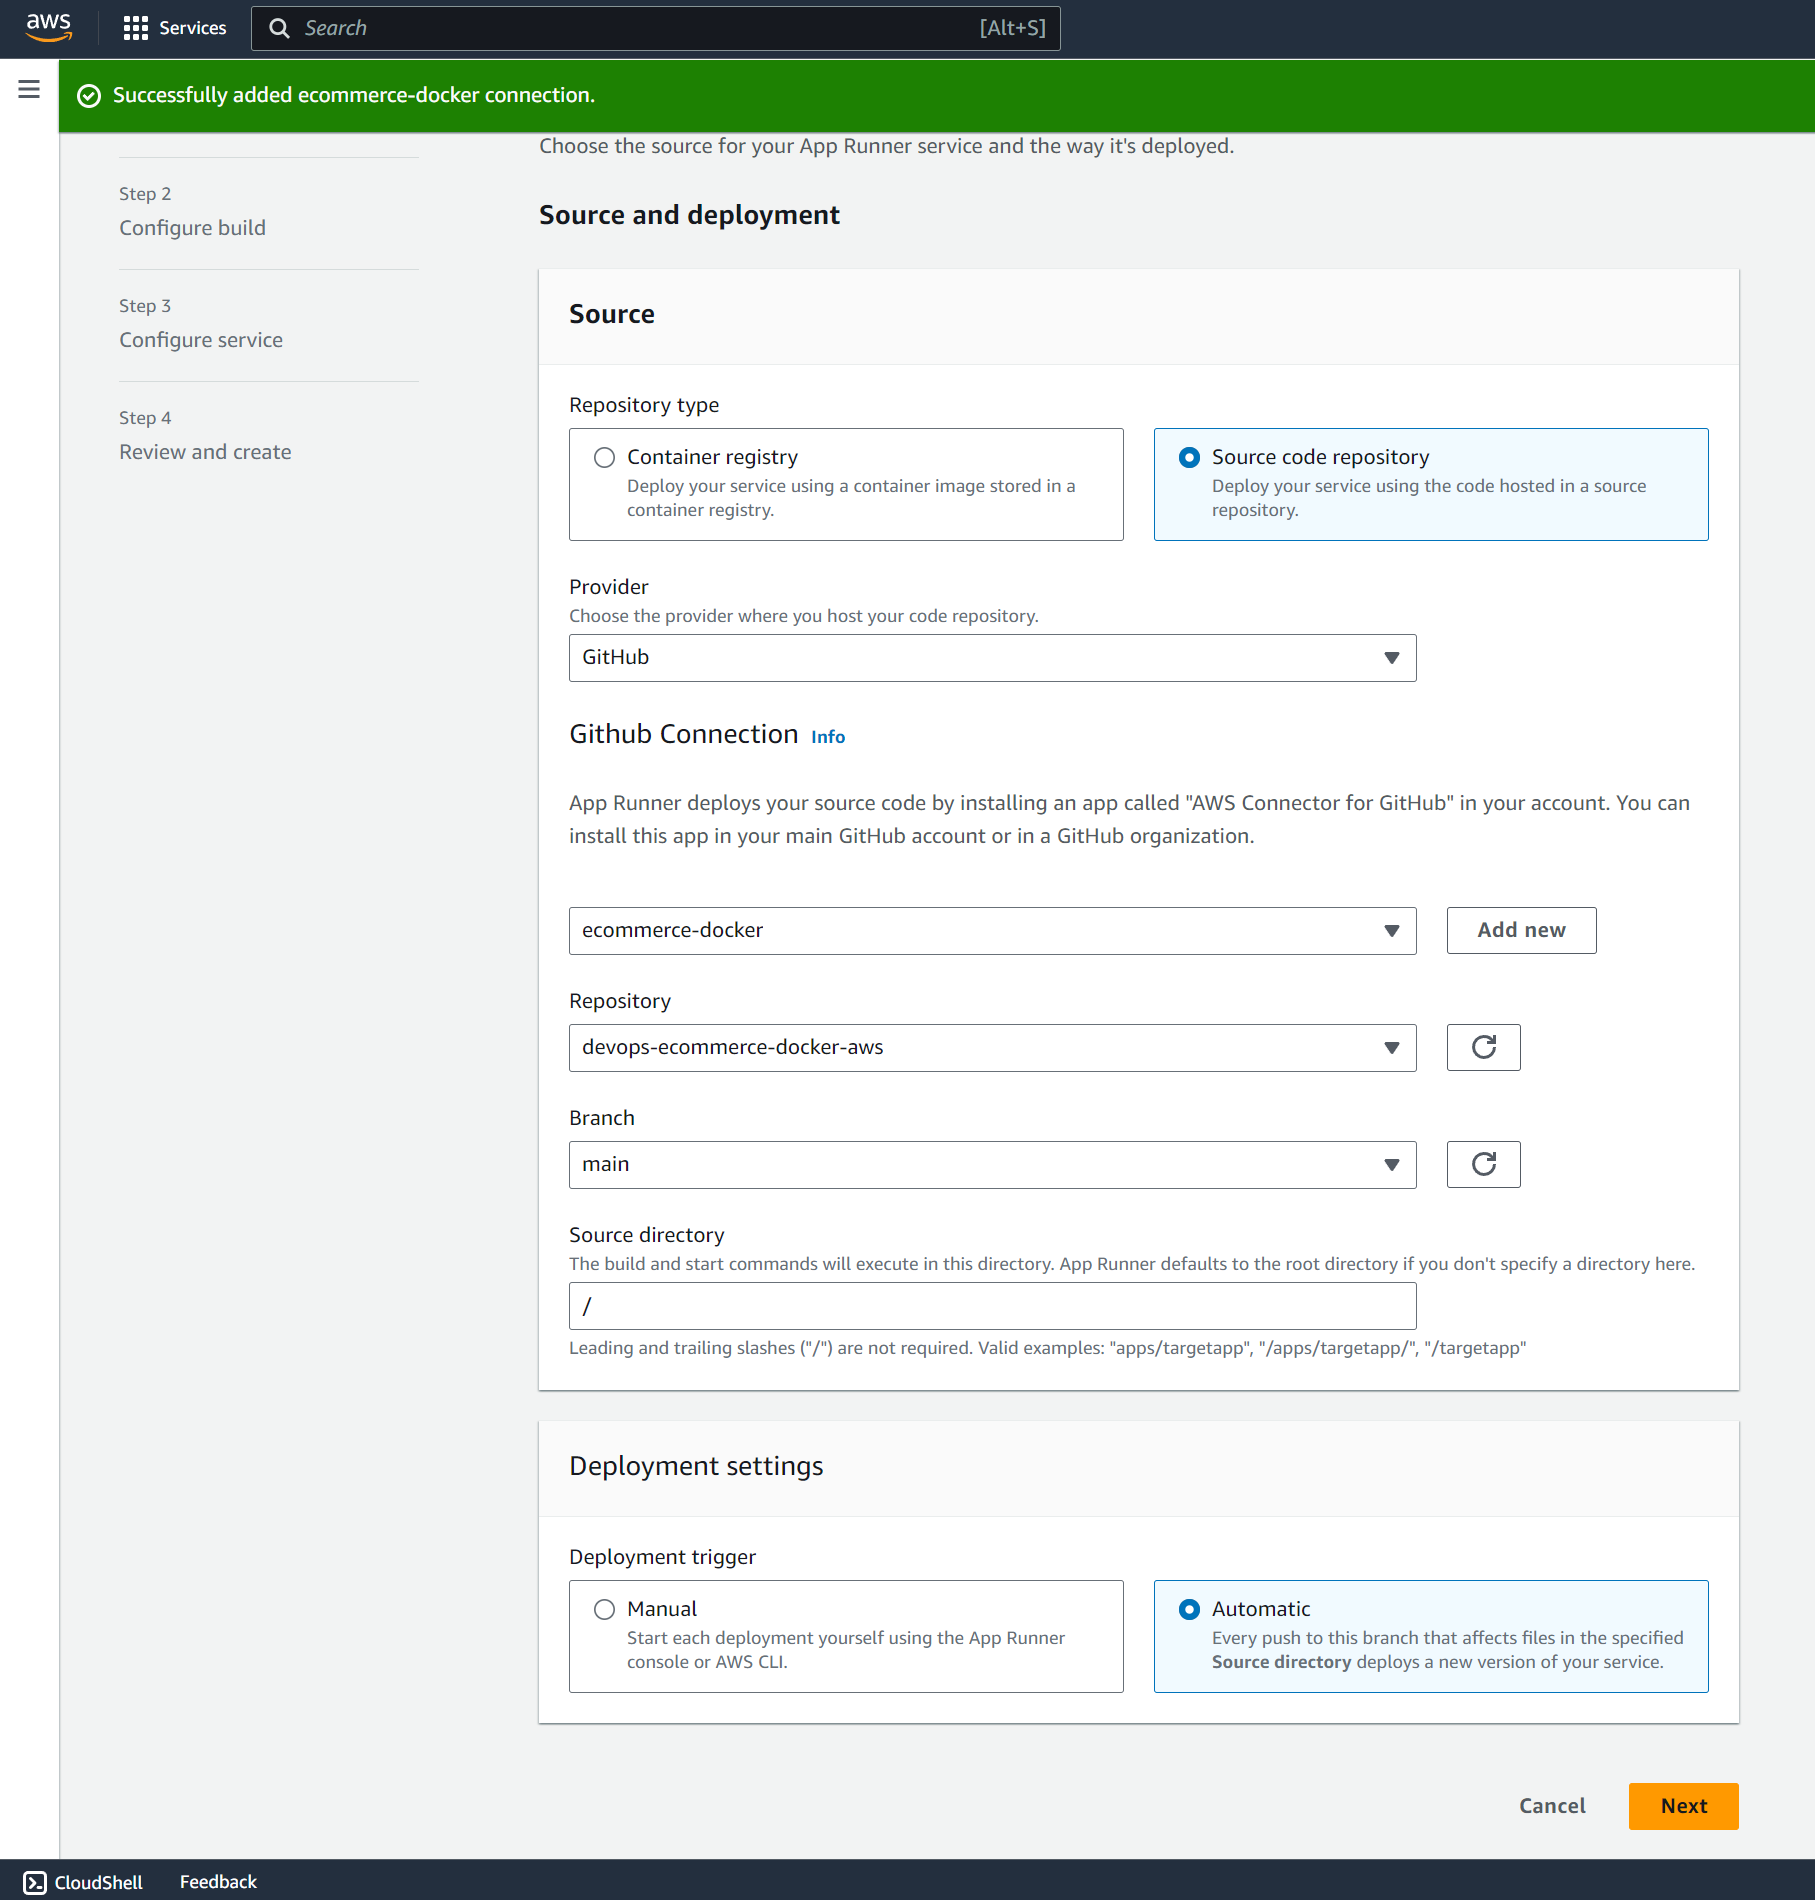 aws
Services
Search
[Alt+S]
Successfully added ecommerce-docker connection.
Choose the source for your App Runner service and the way it's deployed.
Step 2
Configure build
Step 3
Configure service
Step 4
Review and create
Source and deployment
Source
Repository type
Container registry
Deploy your service using a container image stored in a
container registry.
Source code repository
Deploy your service using the code hosted in a source
repository.
Provider
Choose the provider where you host your code repository.
GitHub
Github Connection Info
App Runner deploys your source code by installing an app called "AWS Connector for GitHub" in your account. You can
install this app in your main GitHub account or in a GitHub organization.
ecommerce-docker
Add new
Repository
devops-ecommerce-docker-aws
Branch
main
Source directory
The build and start commands will execute in this directory. App Runner defaults to the root directory if you don't specify a directory here.
/
Leading and trailing slashes ("/") are not required. Valid examples: "apps/targetapp", "/apps/targetapp/", "/targetapp"
Deployment settings
Deployment trigger
Manual
Start each deployment yourself using the App Runner
console or AWS CLI.
Automatic
Every push to this branch that affects files in the specified
Source directory deploys a new version of your service.
Cancel
Next
CloudShell
Feedback